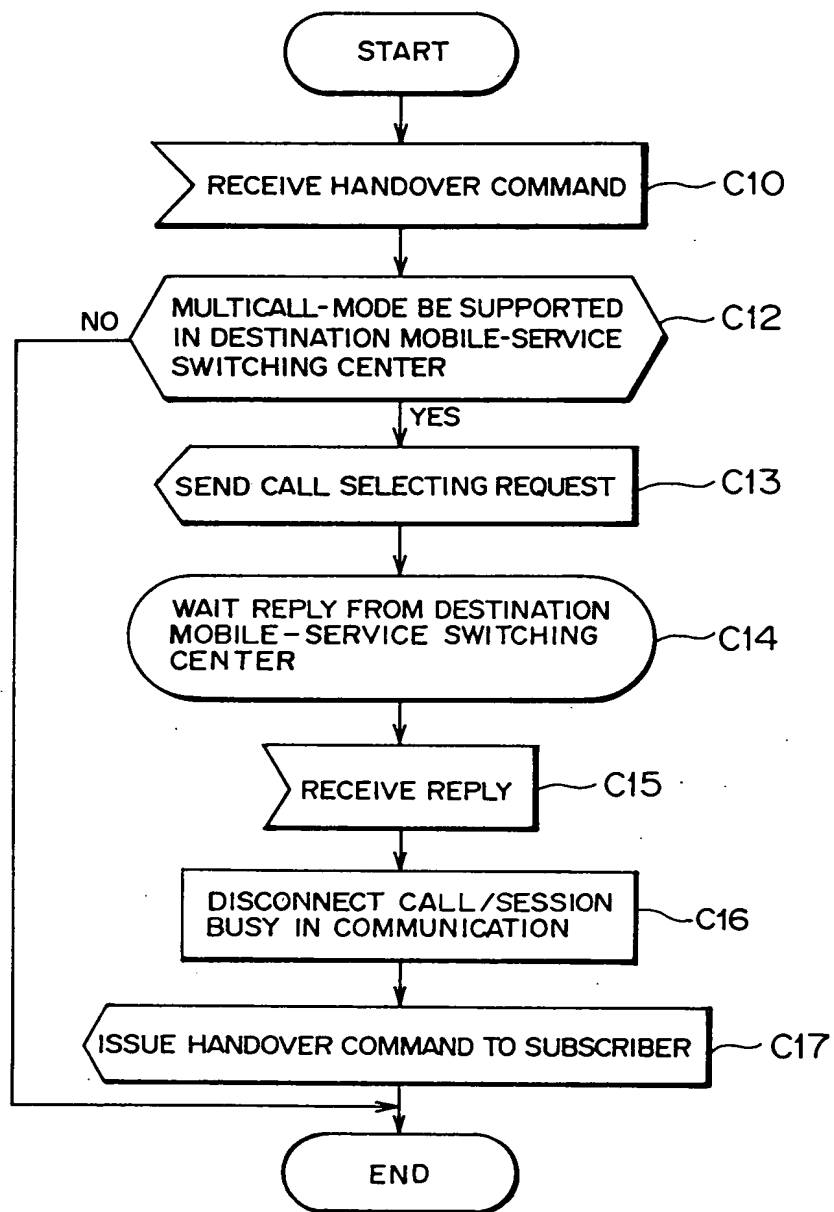 START
RECEIVE HANDOVER COMMAND
C10
MULTICALL-MODE BE SUPPORTED
IN DESTINATION MOBILE-SERVICE
SWITCHING CENTER
C12
NO
YES
SEND CALL SELECTING REQUEST
C13
WAIT REPLY FROM DESTINATION
MOBILE-SERVICE SWITCHING
CENTER
C14
RECEIVE REPLY
C15
DISCONNECT CALL/SESSION
BUSY IN COMMUNICATION
C16
ISSUE HANDOVER COMMAND TO SUBSCRIBER
C17
END